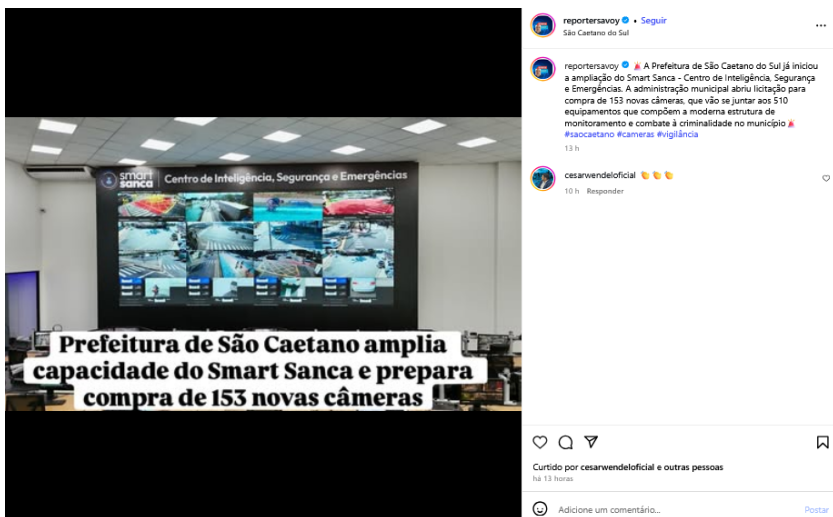 smart
sanca
Centro de Inteligência, Segurança e Emergências
Prefeitura de São Caetano amplia
capacidade do Smart Sanca e prepara
compra de 153 novas câmeras
reportersavoy • Seguir
São Caetano do Sul
reportersavoy 🚨 A Prefeitura de São Caetano do Sul já iniciou
a ampliação do Smart Sanca - Centro de Inteligência, Segurança
e Emergências. A administração municipal abriu licitação para
compra de 153 novas câmeras, que vão se juntar aos 510
equipamentos que compõem a moderna estrutura de
monitoramento e combate à criminalidade no município 🚨
#saocaetano #cameras #vigilância
13 h
cesarwendeloficial 👏 👏 👏
10 h Responder
Curtido por cesarwendeloficial e outras pessoas
há 13 horas
Adicione um comentário...
Postar